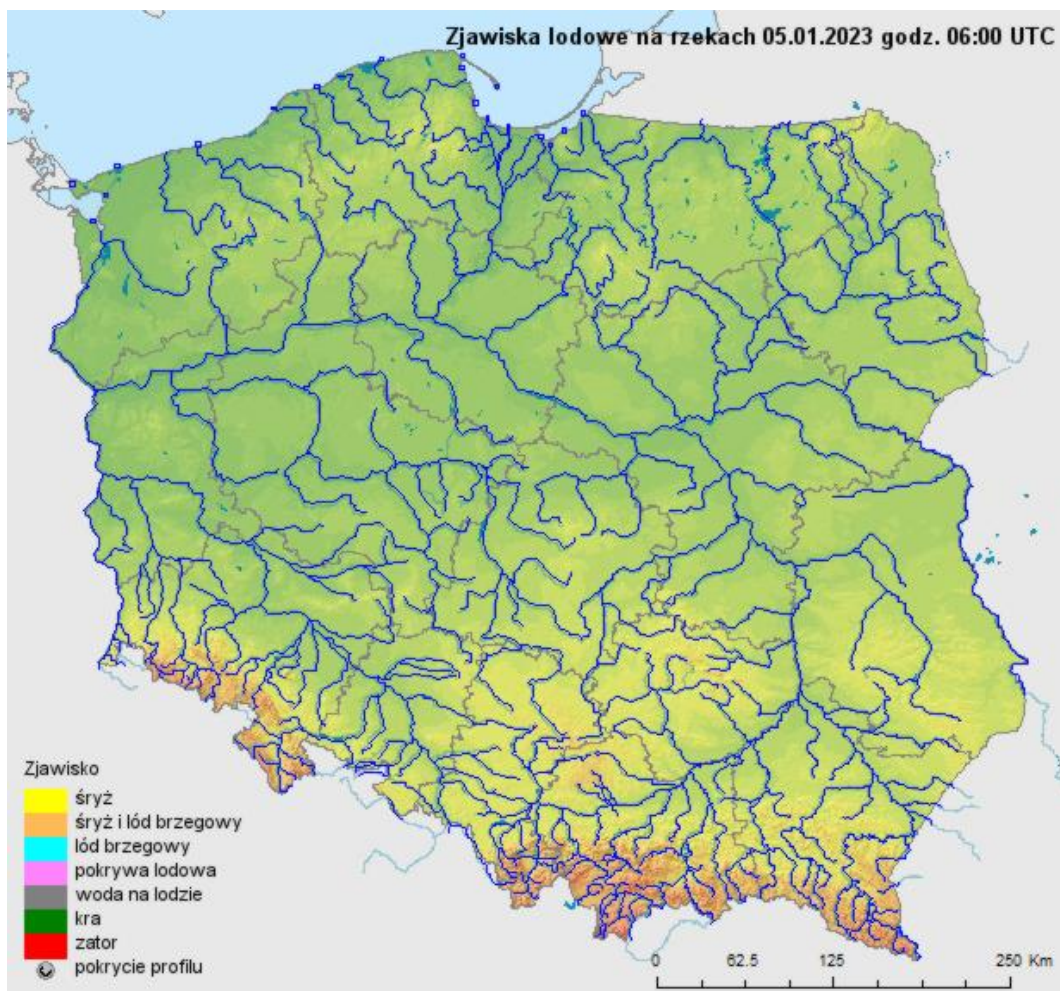 Zjawiska lodowe na rzekach 05.01.2023 godz. 06:00 UTC
Zjawisko
śryż
śryż i lód brzegowy
lód brzegowy
pokrywa lodowa
woda na lodzie
kra
zator
pokrycie profilu
0 62.5 125 250 Km